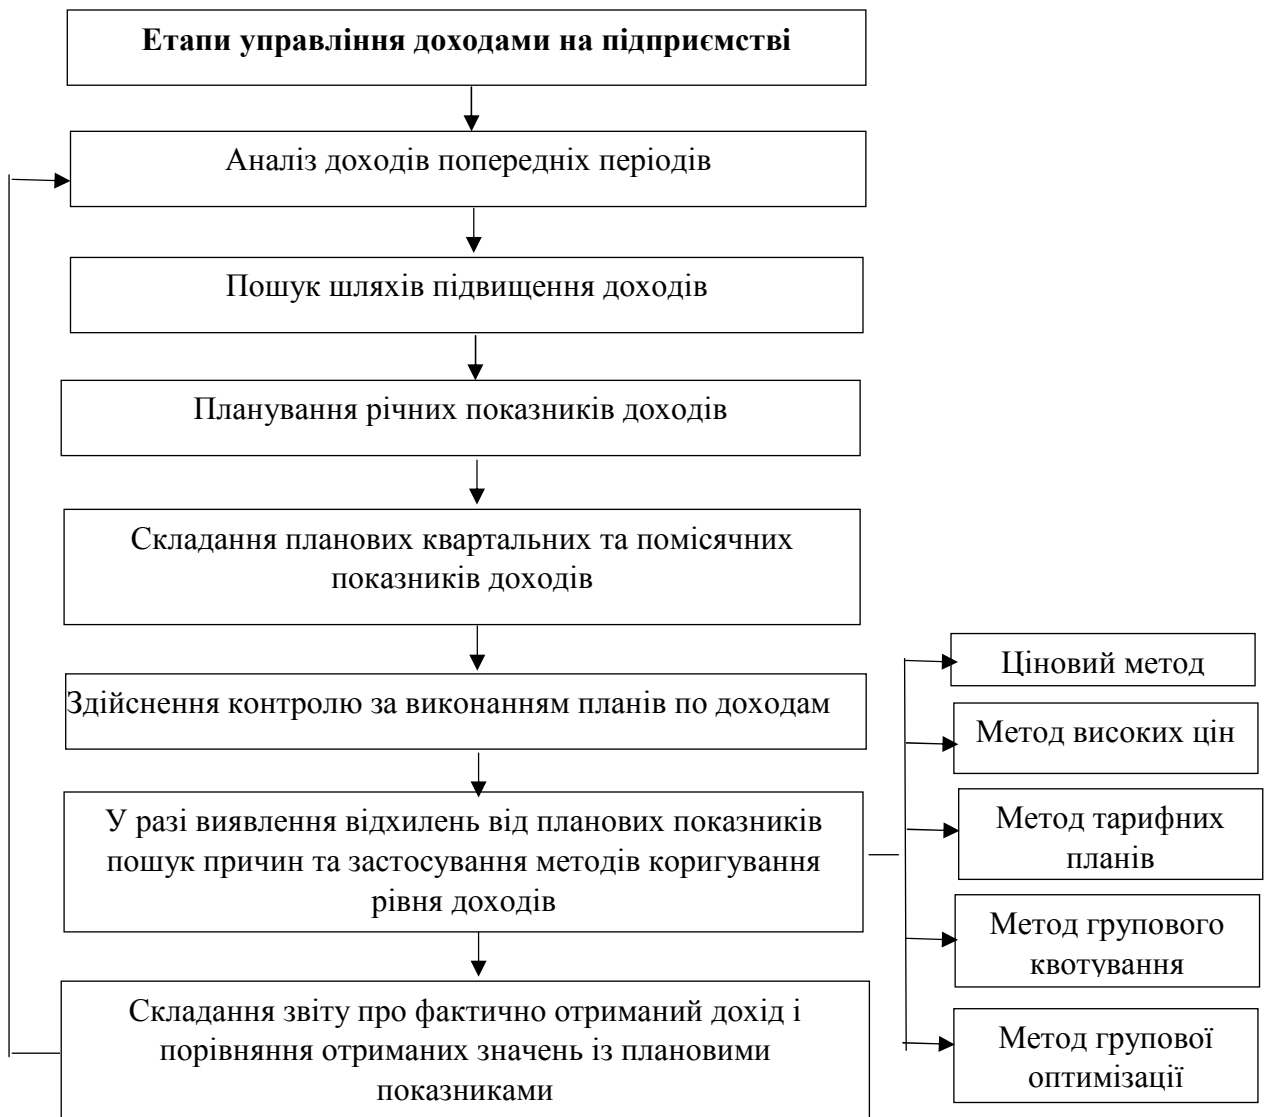 Етапи управління доходами на підприємстві
Аналіз доходів попередніх періодів
Пошук шляхів підвищення доходів
Планування річних показників доходів
Складання планових квартальних та помісячних
показників доходів
Здійснення контролю за виконанням планів по доходам
У разі виявлення відхилень від планових показників
пошук причин та застосування методів коригування
рівня доходів
Складання звіту про фактично отриманий дохід і
порівняння отриманих значень із плановими
показниками
Ціновий метод
Метод високих цін
Метод тарифних
планів
Метод групового
квотування
Метод групової
оптимізації